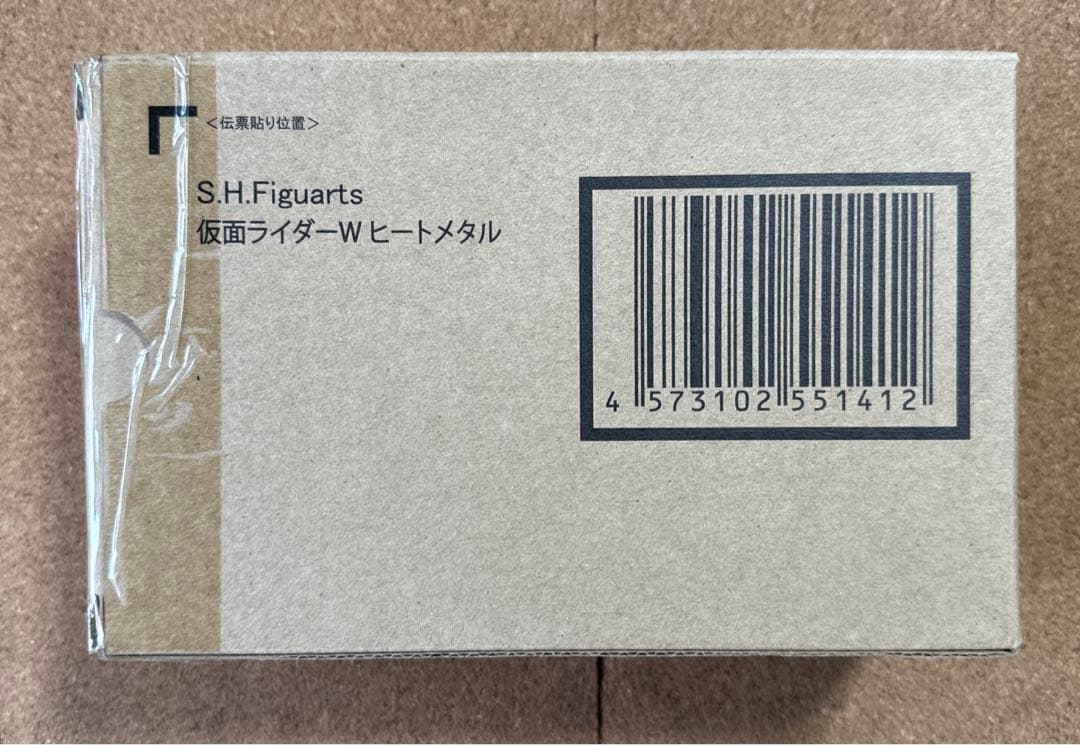 <伝票貼り位置>
S.H.Figuarts
仮面ライダーW ヒートメタル
4 573102 551412